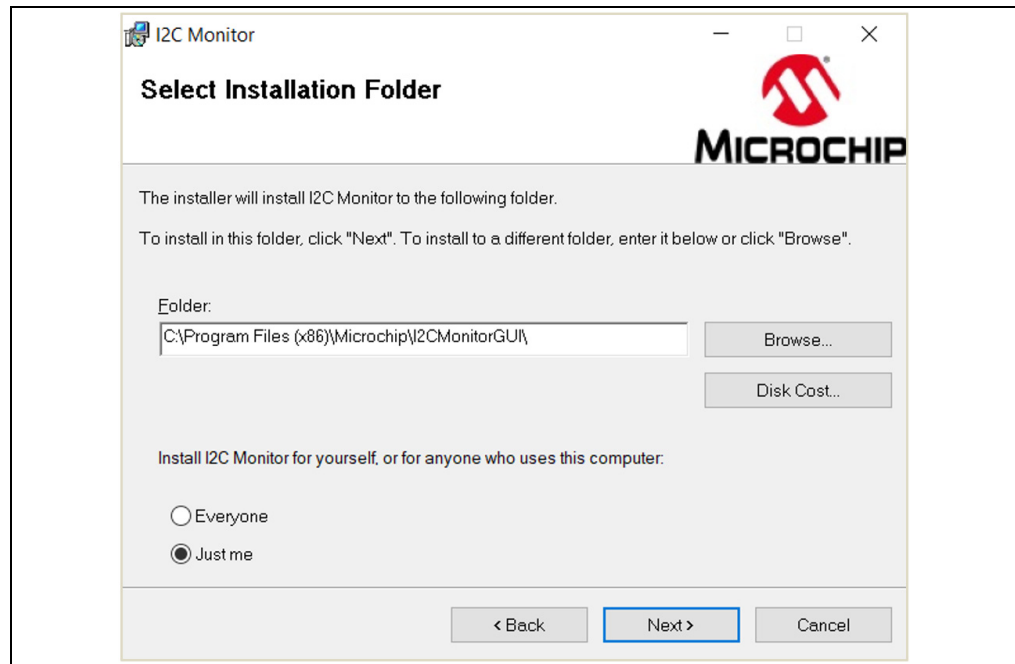 I2C Monitor
Select Installation Folder
MICROCHIP
The installer will install I2C Monitor to the following folder.
To install in this folder, click "Next". To install to a different folder, enter it below or click "Browse".
Folder:
C:\Program Files (x86)\Microchip\I2CMonitorGUI\
Browse...
Disk Cost...
Install I2C Monitor for yourself, or for anyone who uses this computer:
Everyone
Just me
< Back
Next >
Cancel